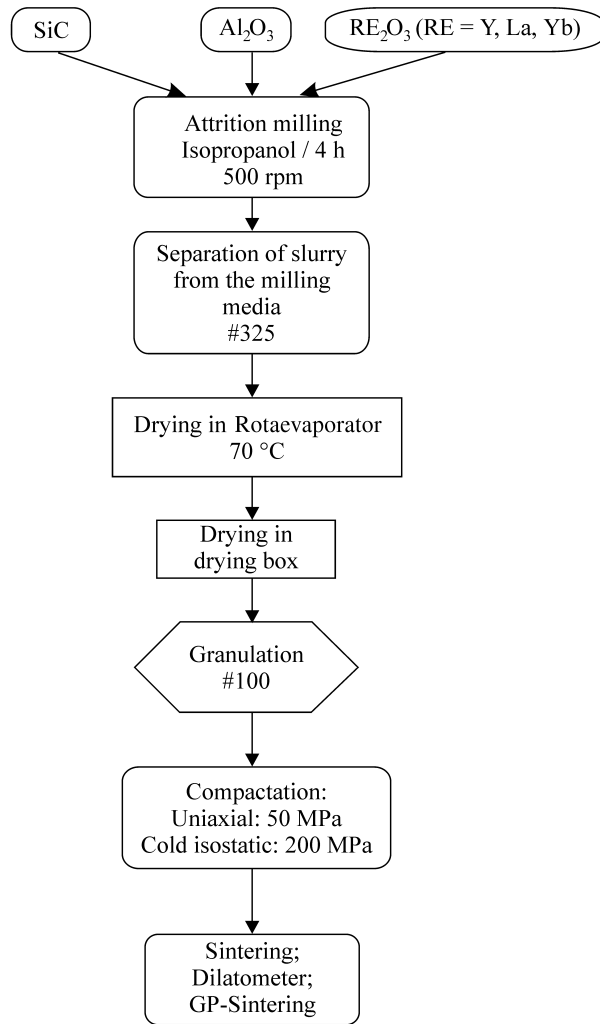 SiC
Al₂O₃
RE₂O₃ (RE = Y, La, Yb)
Attrition milling
Isopropanol / 4 h
500 rpm
Separation of slurry
from the milling
media
#325
Drying in Rotaevaporator
70 °C
Drying in
drying box
Granulation
#100
Compactation:
Uniaxial: 50 MPa
Cold isostatic: 200 MPa
Sintering;
Dilatometer;
GP-Sintering